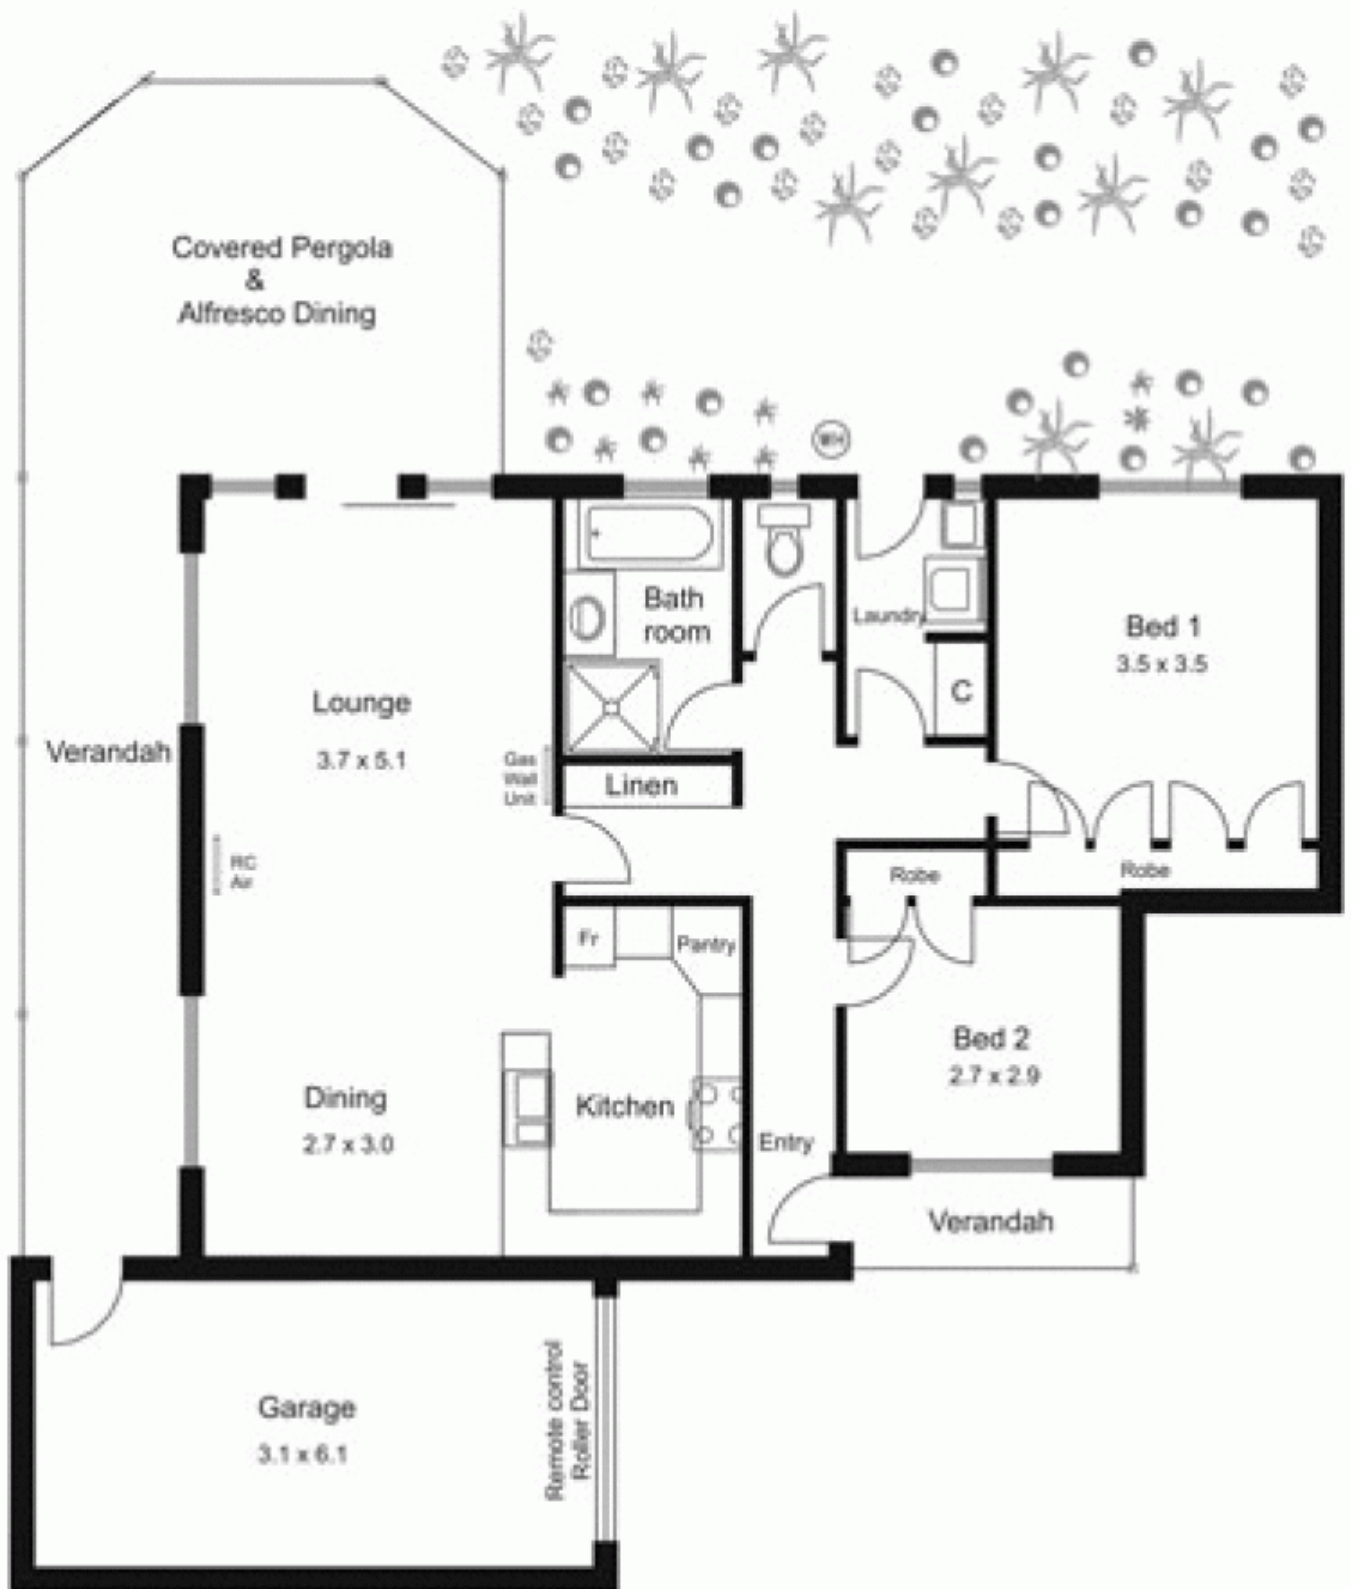 Covered Pergola
&
Alfresco Dining
WH
Bath
room
Laundry
Bed 1
3.5 x 3.5
C
Lounge
3.7 x 5.1
Verandah
Gas
Wall
Unit
Linen
RC
Air
Robe
Robe
Fr
Pantry
Bed 2
2.7 x 2.9
Dining
2.7 x 3.0
Kitchen
Entry
Verandah
Garage
3.1 x 6.1
Remote control
Roller Door